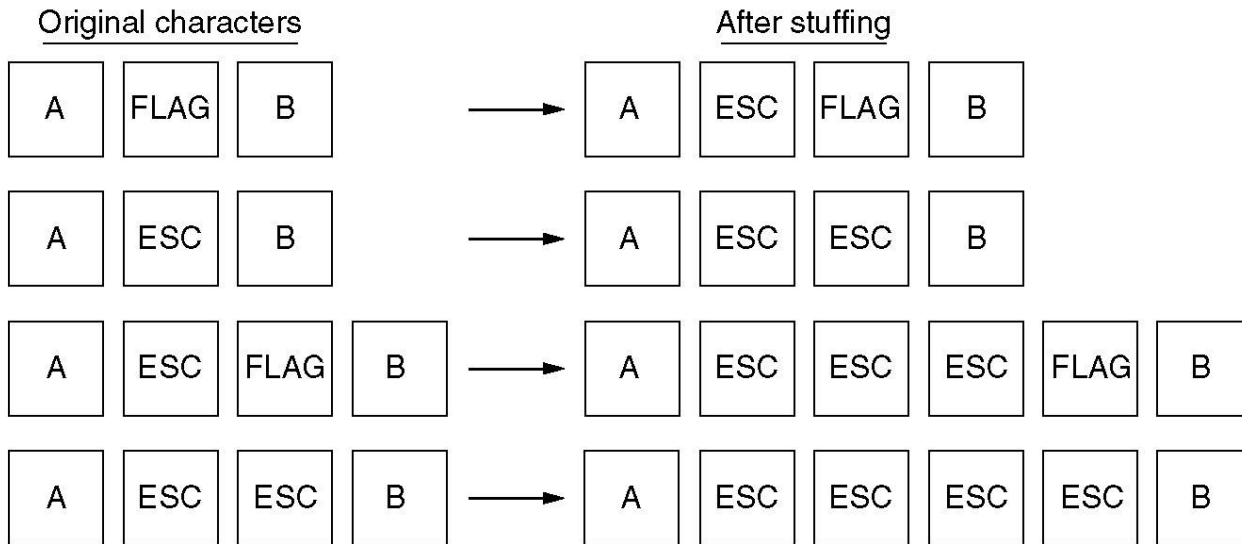 Original characters After stuffing
A FLAG B A ESC FLAG B
A ESC B A ESC ESC B
A ESC FLAG B A ESC ESC ESC FLAG B
A ESC ESC B A ESC ESC ESC ESC B